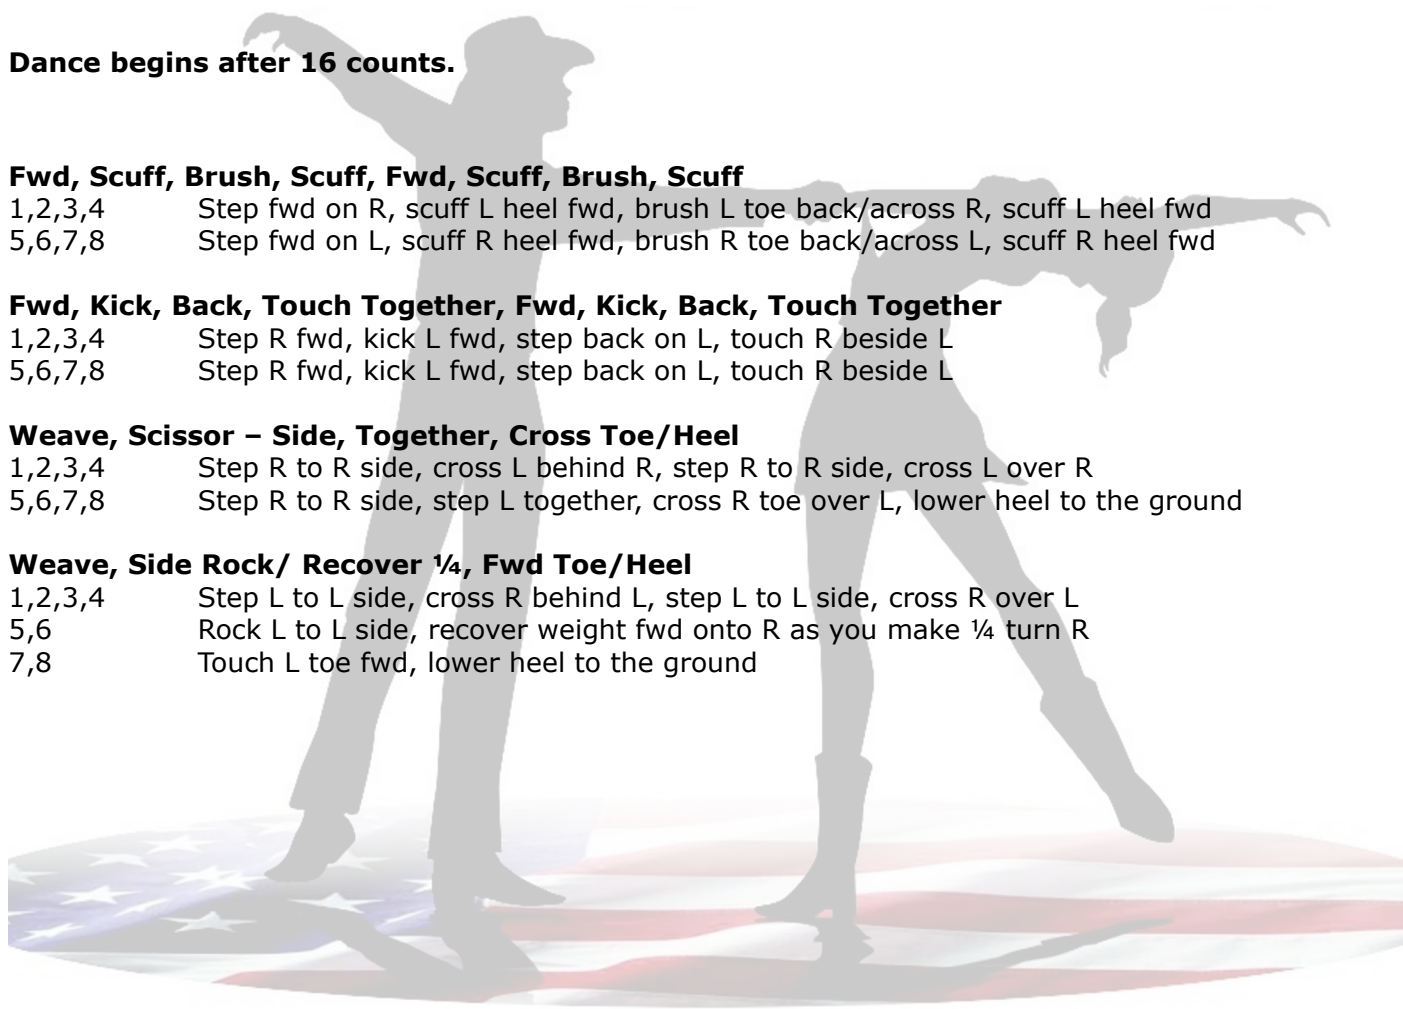 Dance begins after 16 counts.
Fwd, Scuff, Brush, Scuff, Fwd, Scuff, Brush, Scuff
1,2,3,4 Step fwd on R, scuff L heel fwd, brush L toe back/across R, scuff L heel fwd
5,6,7,8 Step fwd on L, scuff R heel fwd, brush R toe back/across L, scuff R heel fwd
Fwd, Kick, Back, Touch Together, Fwd, Kick, Back, Touch Together
1,2,3,4 Step R fwd, kick L fwd, step back on L, touch R beside L
5,6,7,8 Step R fwd, kick L fwd, step back on L, touch R beside L
Weave, Scissor – Side, Together, Cross Toe/Heel
1,2,3,4 Step R to R side, cross L behind R, step R to R side, cross L over R
5,6,7,8 Step R to R side, step L together, cross R toe over L, lower heel to the ground
Weave, Side Rock/ Recover ¼, Fwd Toe/Heel
1,2,3,4 Step L to L side, cross R behind L, step L to L side, cross R over L
5,6 Rock L to L side, recover weight fwd onto R as you make ¼ turn R
7,8 Touch L toe fwd, lower heel to the ground